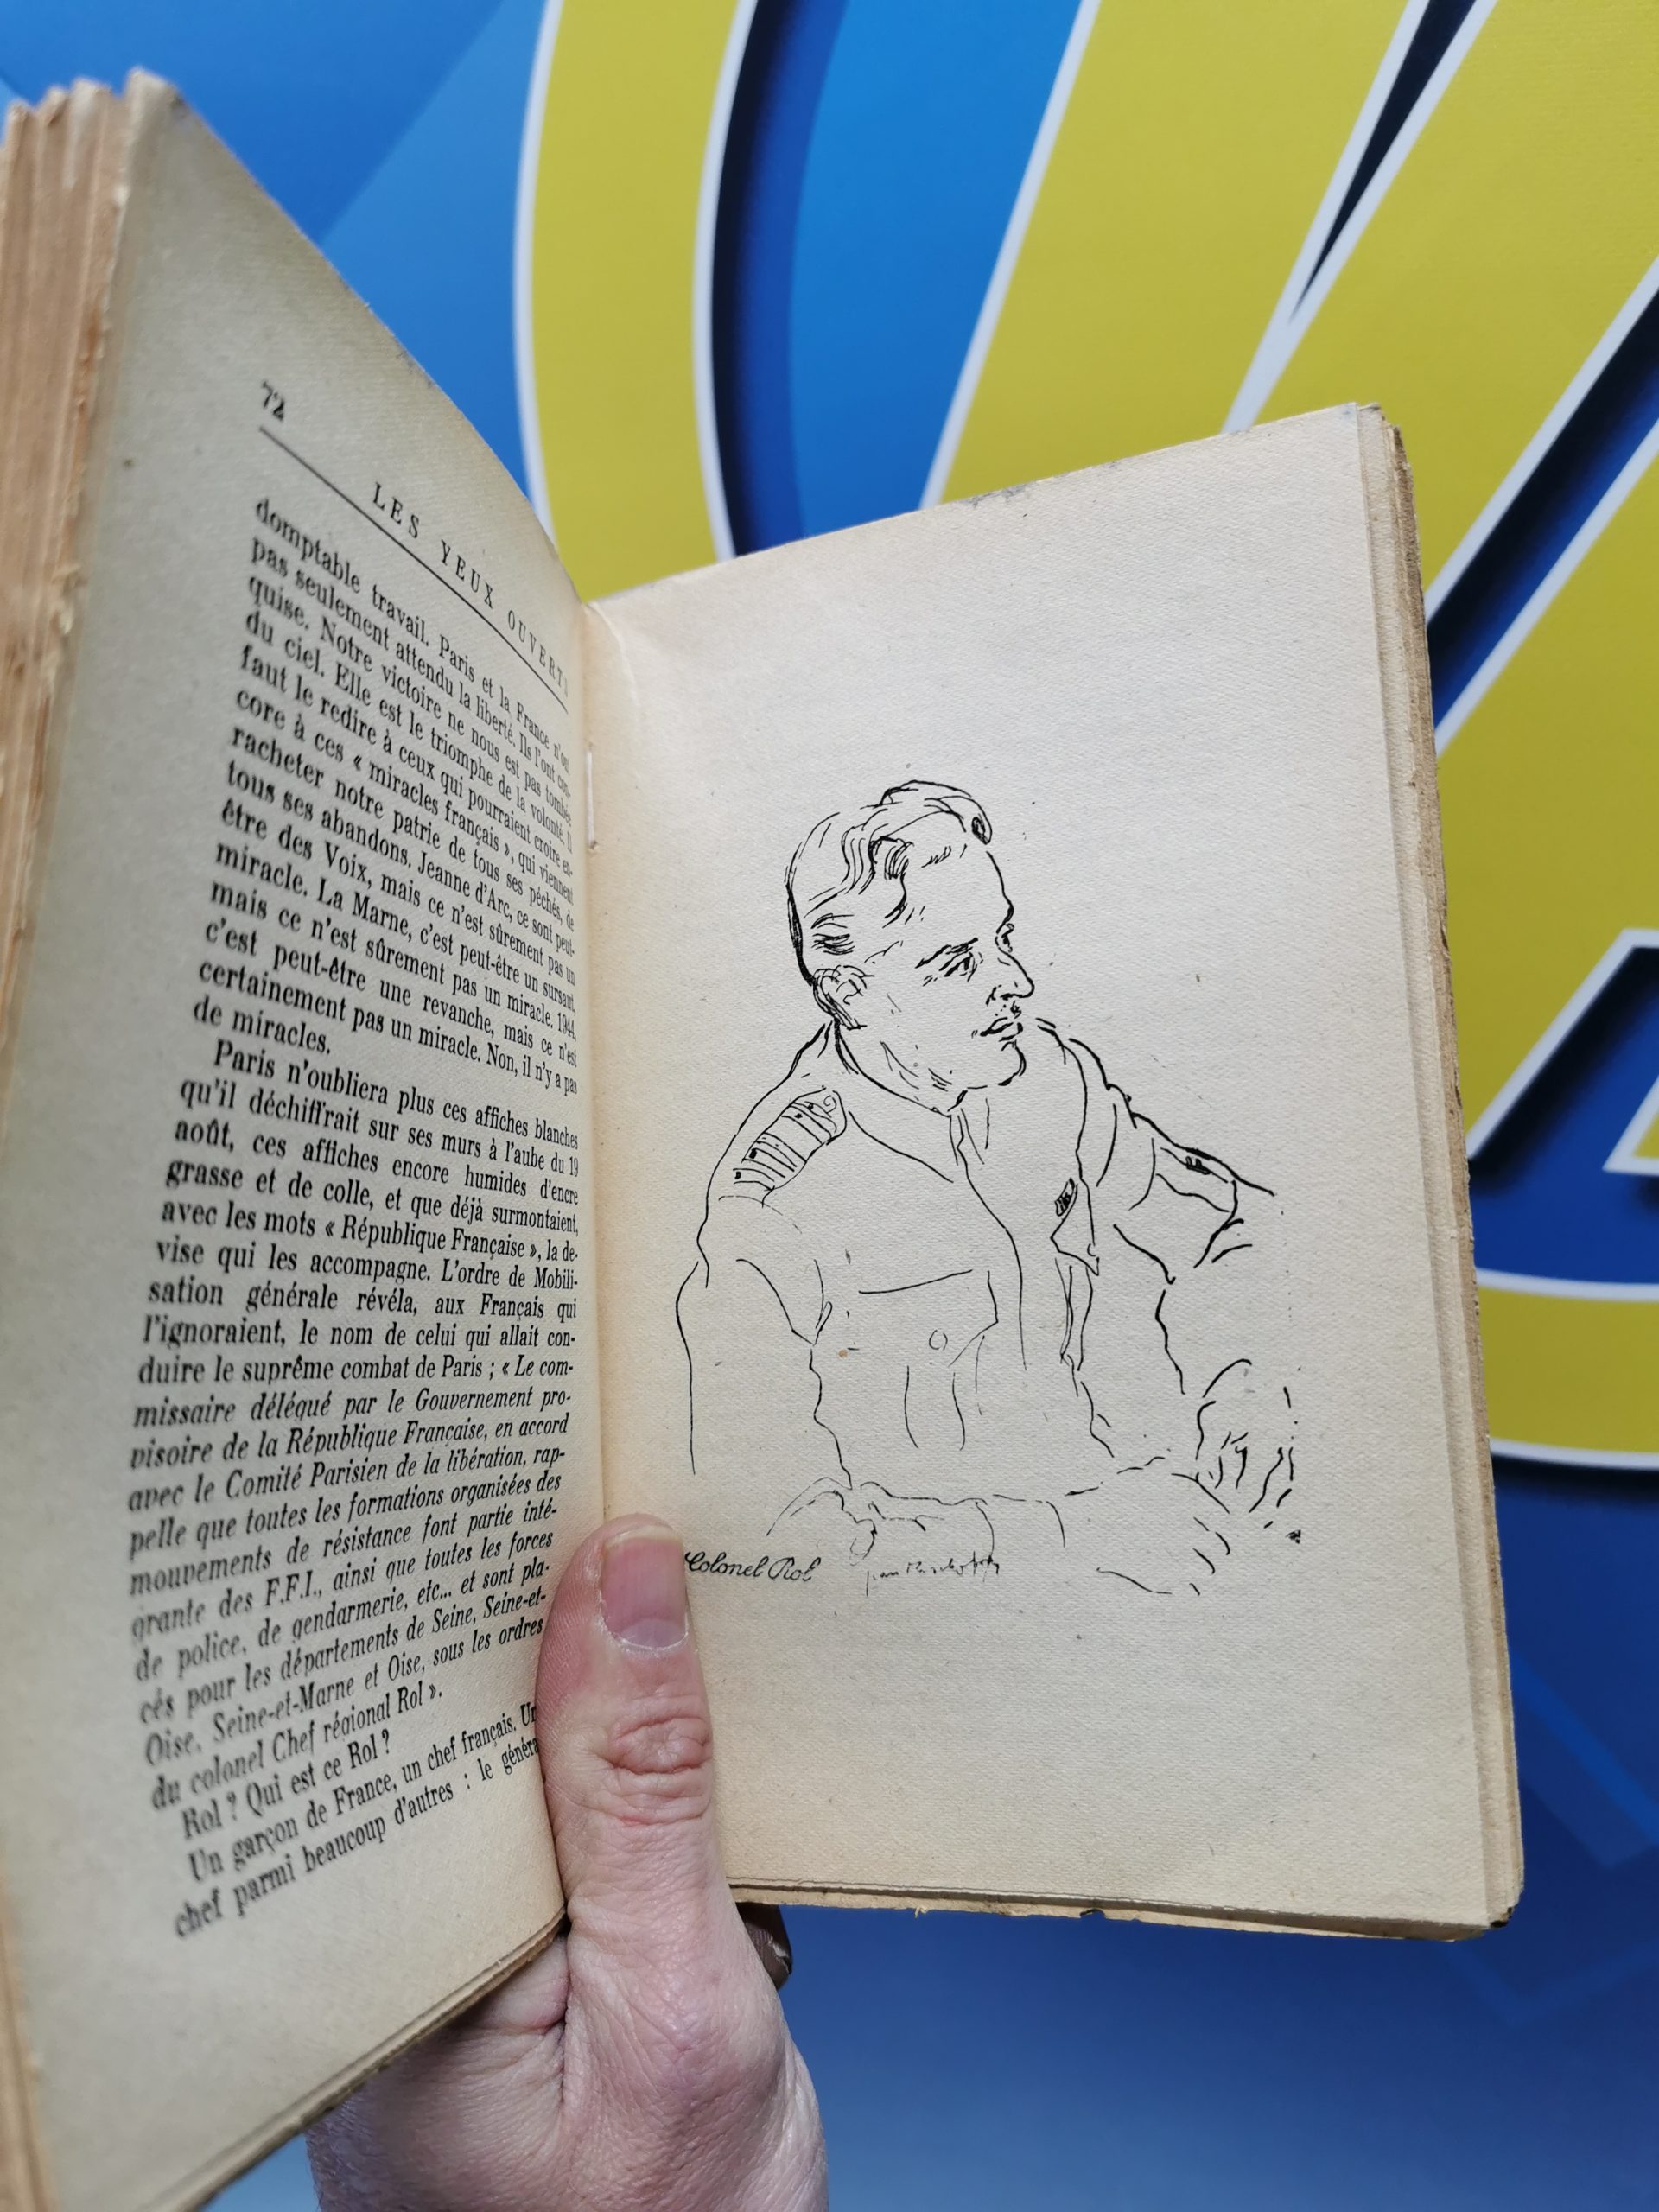 72
LES YEUX OUVERTS
domptable travail. Paris et la France n'ont
pas seulement attendu la liberté. Ils l'ont con-
quise. Notre victoire ne nous est pas tombée
du ciel. Elle est le triomphe de la volonté. Il
faut le redire à ceux qui pourraient croire en-
core à ces « miracles français », qui viennent
racheter notre patrie de tous ses péchés, de
tous ses abandons. Jeanne d'Arc, ce sont peut-
être des Voix, mais ce n'est sûrement pas un
miracle. La Marne, c'est peut-être un sursaut,
mais ce n'est sûrement pas un miracle. 1944,
c'est peut-être une revanche, mais ce n'est
certainement pas un miracle. Non, il n'y a pas
de miracles.
Paris n'oubliera plus ces affiches blanches
qu'il déchiffrait sur ses murs à l'aube du 19
août, ces affiches encore humides d'encre
grasse et de colle, et que déjà surmontaient,
avec les mots « République Française », la de-
vise qui les accompagne. L'ordre de Mobili-
sation générale révéla, aux Français qui
l'ignoraient, le nom de celui qui allait con-
duire le suprême combat de Paris ; « Le com-
missaire délégué par le Gouvernement pro-
visoire de la République Française, en accord
avec le Comité Parisien de la libération, rap-
pelle que toutes les formations organisées des
mouvements de résistance font partie inté-
grante des F.F.I., ainsi que toutes les forces
de police, de gendarmerie, etc... et sont pla-
cés pour les départements de Seine, Seine-et-
Oise, Seine-et-Marne et Oise, sous les ordres
du colonel Chef régional Rol ».
Rol ? Qui est ce Rol ?
Un garçon de France, un chef français. Un
chef parmi beaucoup d'autres : le
Colonel Rol